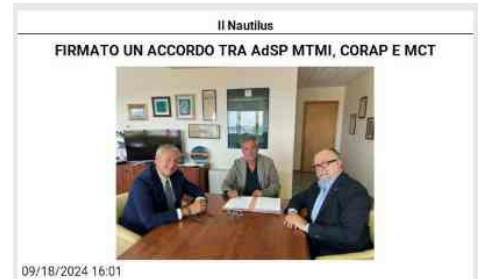 Il Nautilus
FIRMATO UN ACCORDO TRA AdSP MTMI, CORAP E MCT
09/18/2024 16:01